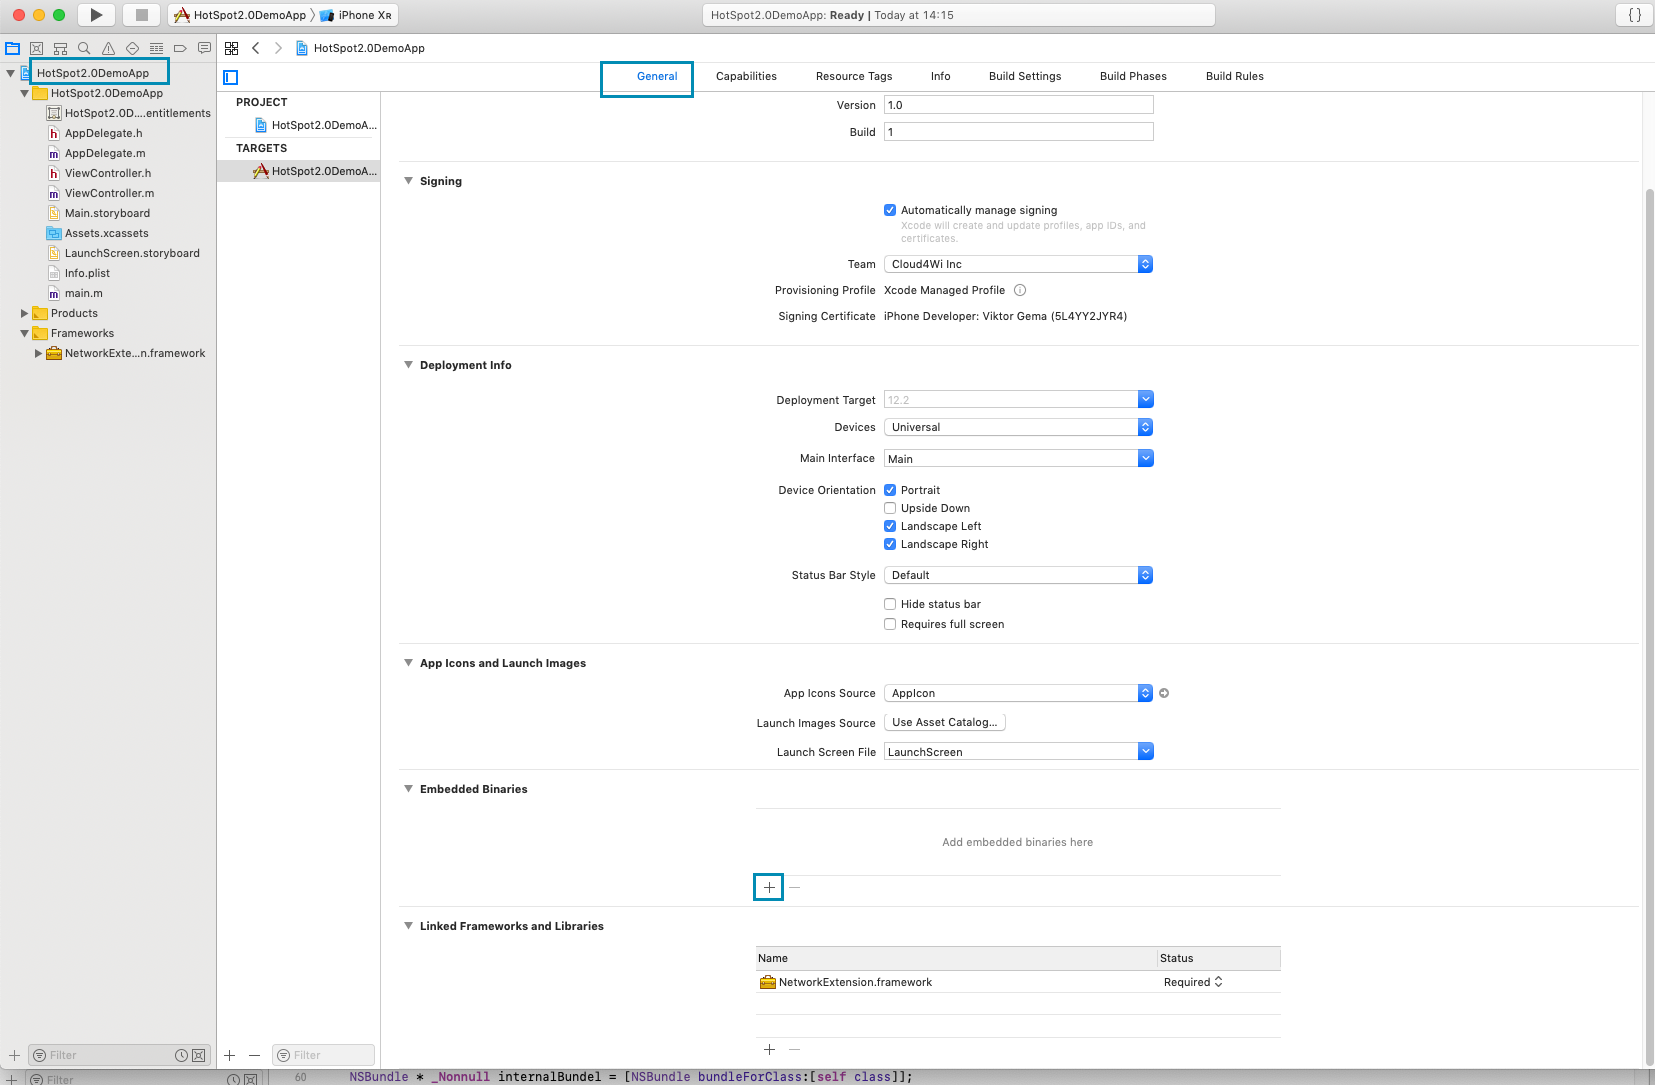 HotSpot2.0DemoApp iPhone XR
HotSpot2.0DemoApp: Ready | Today at 14:15
{ }
HotSpot2.0DemoApp
HotSpot2.0DemoApp
HotSpot2.0DemoApp
HotSpot2.0D....entitlements
AppDelegate.h
AppDelegate.m
ViewController.h
ViewController.m
Main.storyboard
Assets.xcassets
LaunchScreen.storyboard
Info.plist
main.m
Products
Frameworks
NetworkExte...n.framework
Filter
General Capabilities Resource Tags Info Build Settings Build Phases Build Rules
PROJECT
HotSpot2.0DemoA...
TARGETS
HotSpot2.0DemoA...
Filter
Version 1.0
Build 1
Signing
Automatically manage signing
Xcode will create and update profiles, app IDs, and
certificates.
Team Cloud4Wi Inc
Provisioning Profile Xcode Managed Profile
Signing Certificate iPhone Developer: Viktor Gema (5L4YY2JYR4)
Deployment Info
Deployment Target 12.2
Devices Universal
Main Interface Main
Device Orientation Portrait
Upside Down
Landscape Left
Landscape Right
Status Bar Style Default
Hide status bar
Requires full screen
App Icons and Launch Images
App Icons Source AppIcon
Launch Images Source Use Asset Catalog...
Launch Screen File LaunchScreen
Embedded Binaries
Add embedded binaries here
Linked Frameworks and Libraries
Name Status
NetworkExtension.framework Required
Filter
60 NSBundle * _Nonnull internalBundel = [NSBundle bundleForClass:[self class]];